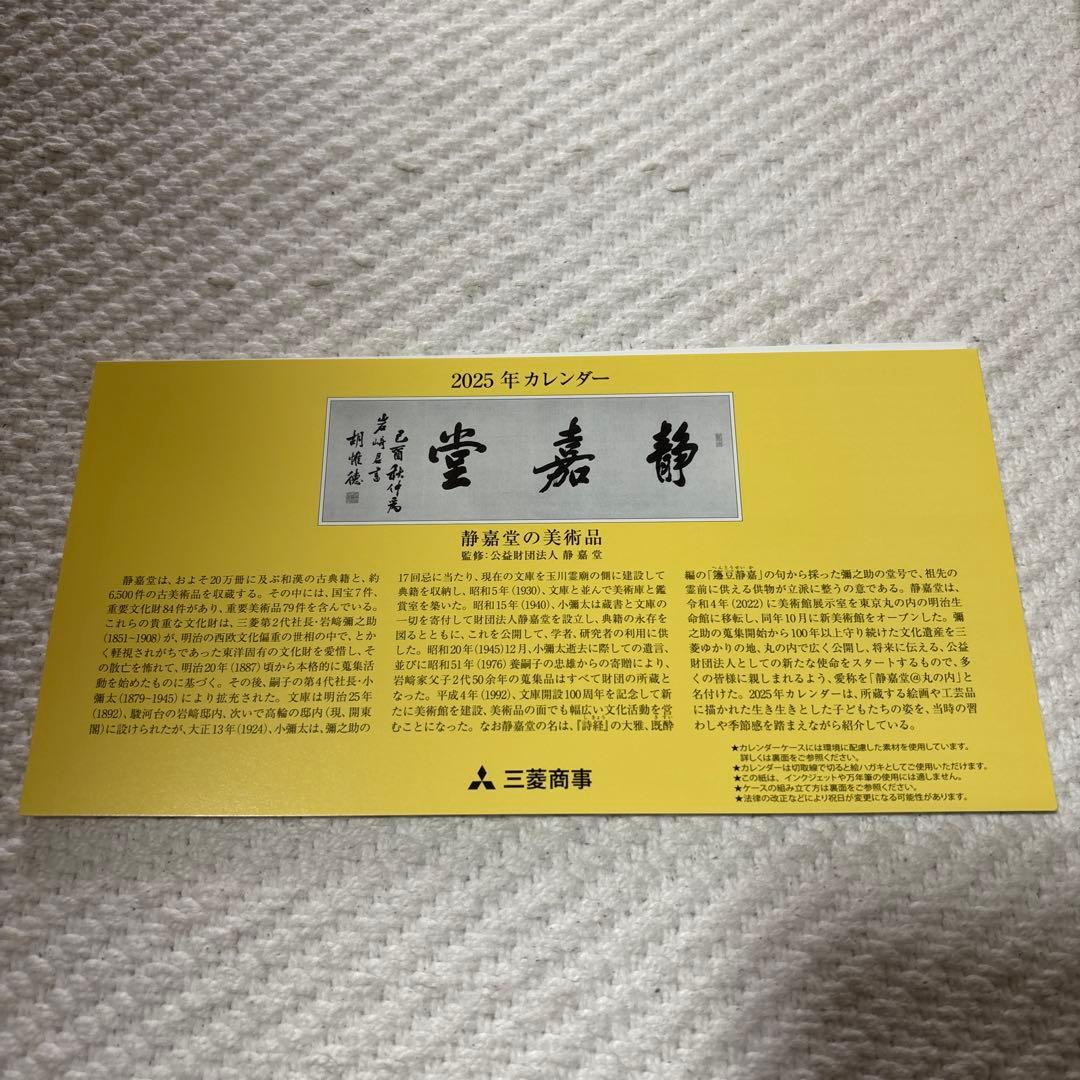 2025 年 カレンダー
靜嘉堂
己酉秋仲為
岩崎君書
胡惟德
静嘉堂の美術品
監修:公益財団法人 静 嘉 堂
静嘉堂は、およそ20万冊に及ぶ和漢の古典籍と、約
6,500件の古美術品を収蔵する。その中には、国宝7件、
重要文化財84件があり、重要美術品79件を含んでいる。
これらの貴重な文化財は、三菱第2代社長・岩﨑彌之助
(1851~1908)が、明治の西欧文化偏重の世相の中で、とか
く軽視されがちであった東洋固有の文化財を愛惜し、そ
の散亡を怖れて、明治20年(1887)頃から本格的に蒐集活
動を始めたものに基づく。その後、嗣子の第4代社長・小
彌太(1879~1945)により拡充された。文庫は明治25年
(1892)、駿河台の岩﨑邸内、次いで高輪の邸内(現、開東
閣)に設けられたが、大正13年(1924)、小彌太は、彌之助の
17回忌に当たり、現在の文庫を玉川霊廟の側に建設して
典籍を収納し、昭和5年(1930)、文庫と並んで美術庫と鑑
賞室を築いた。昭和15年(1940)、小彌太は蔵書と文庫の
一切を寄付して財団法人静嘉堂を設立し、典籍の永存を
図るとともに、これを公開して、学者、研究者の利用に供
した。昭和20年(1945)12月、小彌太逝去に際しての遺言、
並びに昭和51年(1976)養嗣子の忠雄からの寄贈により、
岩﨑家父子2代50余年の蒐集品はすべて財団の所蔵と
なった。平成4年(1992)、文庫開設100周年を記念して新
たに美術館を建設、美術品の面でも幅広い文化活動を営
むことになった。なお静嘉堂の名は、『詩経』の大雅、既酔
編の「籩豆静嘉」の句から採った彌之助の堂号で、祖先の
霊前に供える供物が立派に整うの意である。静嘉堂は、
令和4年(2022)に美術館展示室を東京丸の内の明治生
命館に移転し、同年10月に新美術館をオープンした。彌
之助の蒐集開始から100年以上守り続けた文化遺産を三
菱ゆかりの地、丸の内で広く公開し、将来に伝える、公益
財団法人としての新たな使命をスタートするもので、多
くの皆様に親しまれるよう、愛称を「静嘉堂@丸の内」と
名付けた。2025年カレンダーは、所蔵する絵画や工芸品
に描かれた生き生きとした子どもたちの姿を、当時の習
わしや季節感を踏まえながら紹介している。
★カレンダーケースには環境に配慮した素材を使用しています。
詳しくは裏面をご参照ください。
★カレンダーは切取線で切ると絵ハガキとしてご使用いただけます。
★この紙は、インクジェットや万年筆の使用には適しません。
★ケースの組み立て方は裏面をご参照ください。
★法律の改正などにより祝日が変更になる可能性があります。
三菱商事